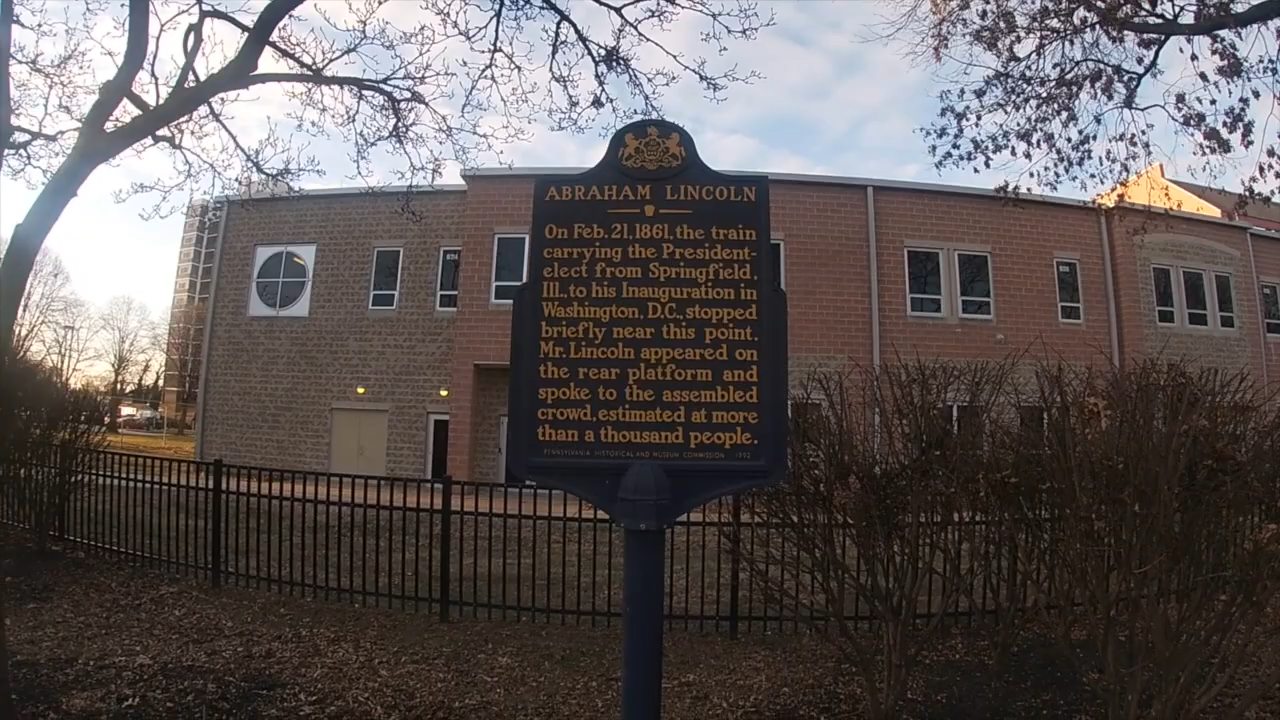 ABRAHAM LINCOLN
On Feb. 21, 1861, the train
carrying the President-
elect from Springfield,
Ill., to his Inauguration in
Washington, D.C., stopped
briefly near this point.
Mr. Lincoln appeared on
the rear platform and
spoke to the assembled
crowd, estimated at more
than a thousand people.
PENNSYLVANIA HISTORICAL AND MUSEUM COMMISSION 1992